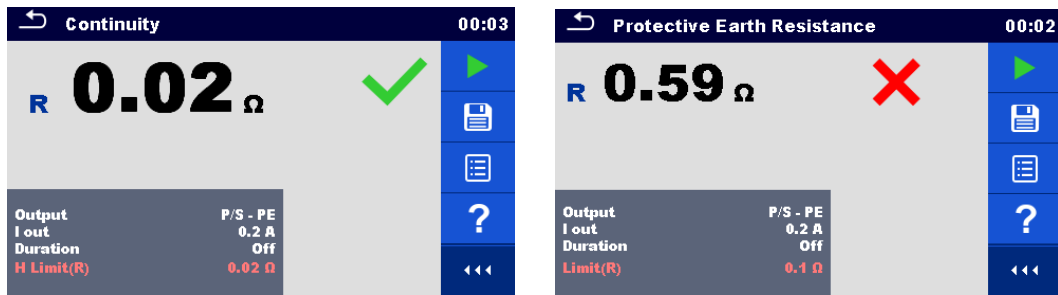 Continuity 00:03
R 0.02 Ω
Output P/S - PE
I out 0.2 A
Duration Off
H Limit(R) 0.02 Ω
?
Protective Earth Resistance 00:02
R 0.59 Ω
Output P/S - PE
I out 0.2 A
Duration Off
Limit(R) 0.1 Ω
?